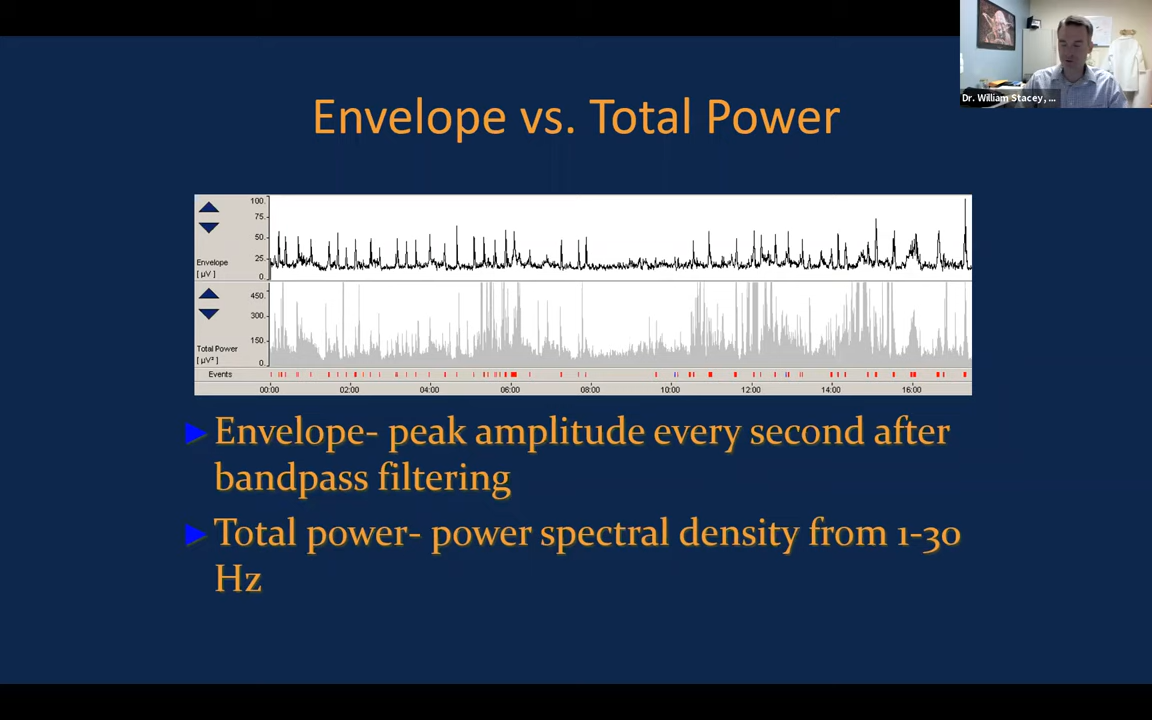 Dr. William Stacey, ...
Envelope vs. Total Power
100.
75.
50.
25.
0.
Envelope
[ µV ]
450.
300.
150.
0.
Total Power
[ µV² ]
Events
00:00 02:00 04:00 06:00 08:00 10:00 12:00 14:00 16:00
Envelope- peak amplitude every second after
bandpass filtering
Total power- power spectral density from 1-30
Hz